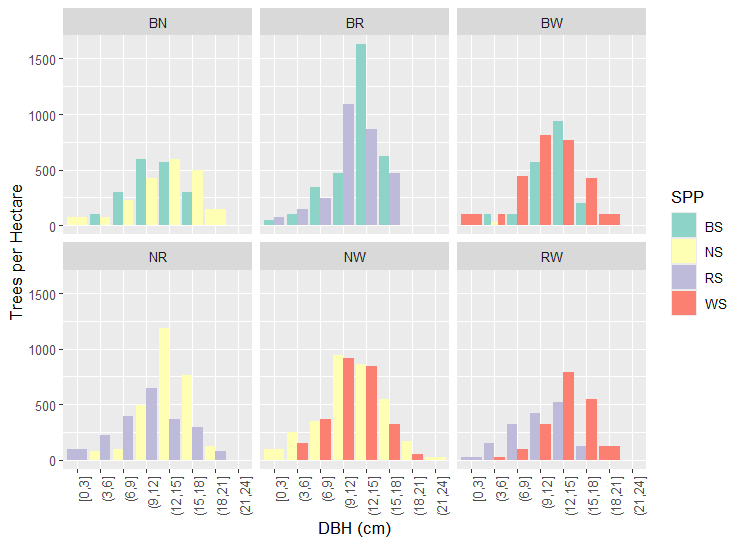 BN BR BW
1500
1000
500
0
NR NW RW
1500
1000
500
0
Trees per Hectare
[0,3] (3,6] (6,9] (9,12] (12,15] (15,18] (18,21] (21,24] [0,3] (3,6] (6,9] (9,12] (12,15] (15,18] (18,21] (21,24] [0,3] (3,6] (6,9] (9,12] (12,15] (15,18] (18,21] (21,24]
DBH (cm)
SPP
BS
NS
RS
WS